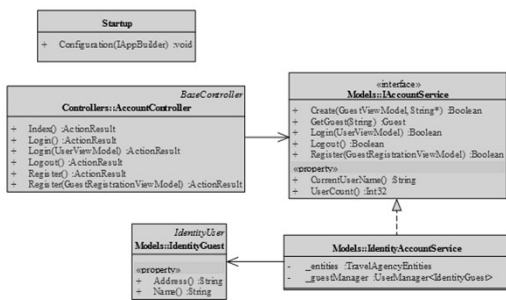 Startup
+ Configuration(IAppBuilder) :void
BaseController
Controllers::AccountController
+ Index() :ActionResult
+ Login() :ActionResult
+ Login(UserViewModel) :ActionResult
+ Logout() :ActionResult
+ Register() :ActionResult
+ Register(GuestRegistrationViewModel) :ActionResult
«interface»
Models::IAccountService
+ Create(GuestViewModel, String*) :Boolean
+ GetGuest(String) :Guest
+ Login(UserViewModel) :Boolean
+ Logout() :Boolean
+ Register(GuestRegistrationViewModel) :Boolean
«property»
+ CurrentUserName() :String
+ UserCount() :Int32
IdentityUser
Models::IdentityGuest
«property»
+ Address() :String
+ Name() :String
Models::IdentityAccountService
- _entities :TravelAgencyEntities
- _guestManager :UserManager<IdentityGuest>